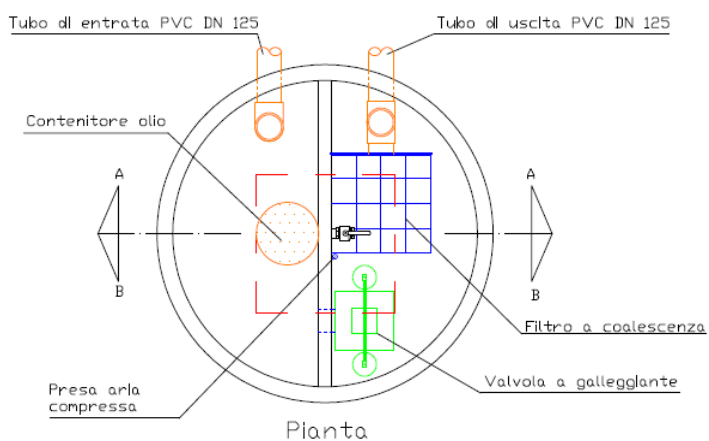 Tubo di entrata PVC DN 125
Tubo di uscita PVC DN 125
Contenitore olio
A
A
B
B
Filtro a coalescenza
Valvola a galleggiante
Presa aria
compressa
Pianta